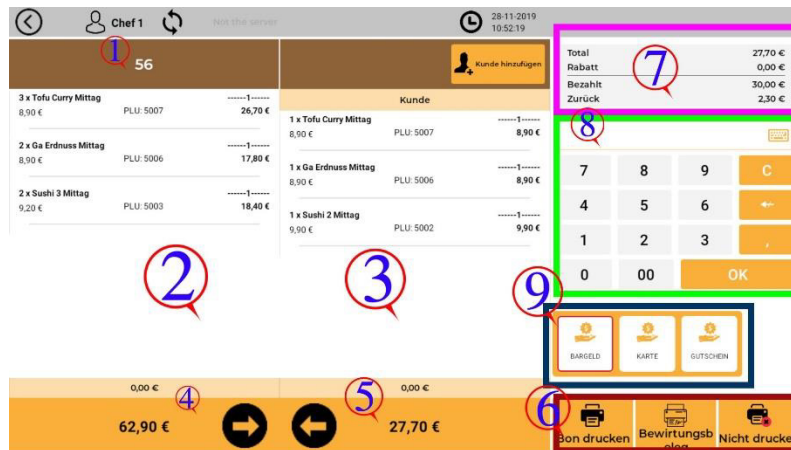 Chef 1
Not the server
28-11-2019
10:52:19
1
56
Kunde hinzufügen
3 x Tofu Curry Mittag
------1------
8,90 €
PLU: 5007
26,70 €
2 x Ga Erdnuss Mittag
------1------
8,90 €
PLU: 5006
17,80 €
2 x Sushi 3 Mittag
------1------
9,20 €
PLU: 5003
18,40 €
2
0,00 €
4
62,90 €
Kunde
1 x Tofu Curry Mittag
------1------
8,90 €
PLU: 5007
8,90 €
1 x Ga Erdnuss Mittag
------1------
8,90 €
PLU: 5006
8,90 €
1 x Sushi 2 Mittag
------1------
9,90 €
PLU: 5002
9,90 €
3
0,00 €
5
27,70 €
Total 27,70 €
Rabatt 0,00 €
Bezahlt 30,00 €
Zurück 2,30 €
7
8
7 8 9 C
4 5 6
1 2 3 ,
0 00 OK
9
BARGELD
KARTE
GUTSCHEIN
6
Bon drucken
Bewirtungsb
eleg
Nicht drucke